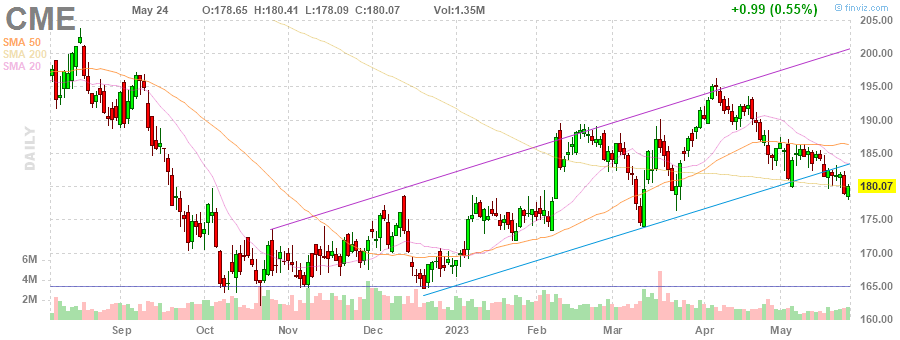 CME May 24 O:178.65 H:180.41 L:178.09 C:180.07 Vol:1.35M +0.99 (0.55%) © finviz.com
SMA 50
SMA 200
SMA 20
DAILY
205.00
200.00
195.00
190.00
185.00
180.07
175.00
170.00
165.00
160.00
6M
4M
2M
Sep Oct Nov Dec 2023 Feb Mar Apr May